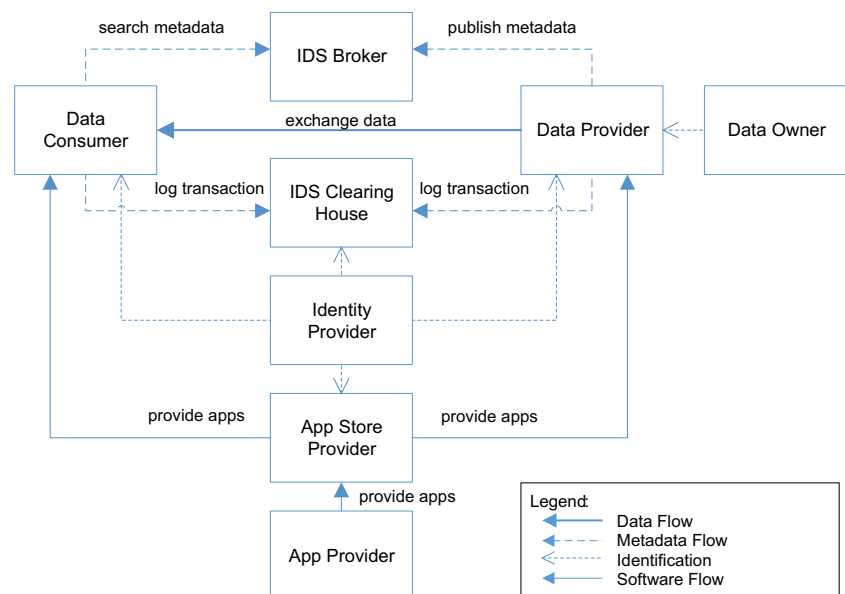 search metadata
publish metadata
IDS Broker
Data
Consumer
exchange data
Data Provider
Data Owner
log transaction
IDS Clearing
House
log transaction
Identity
Provider
provide apps
App Store
Provider
provide apps
provide apps
App Provider
Legend:
Data Flow
Metadata Flow
Identification
Software Flow